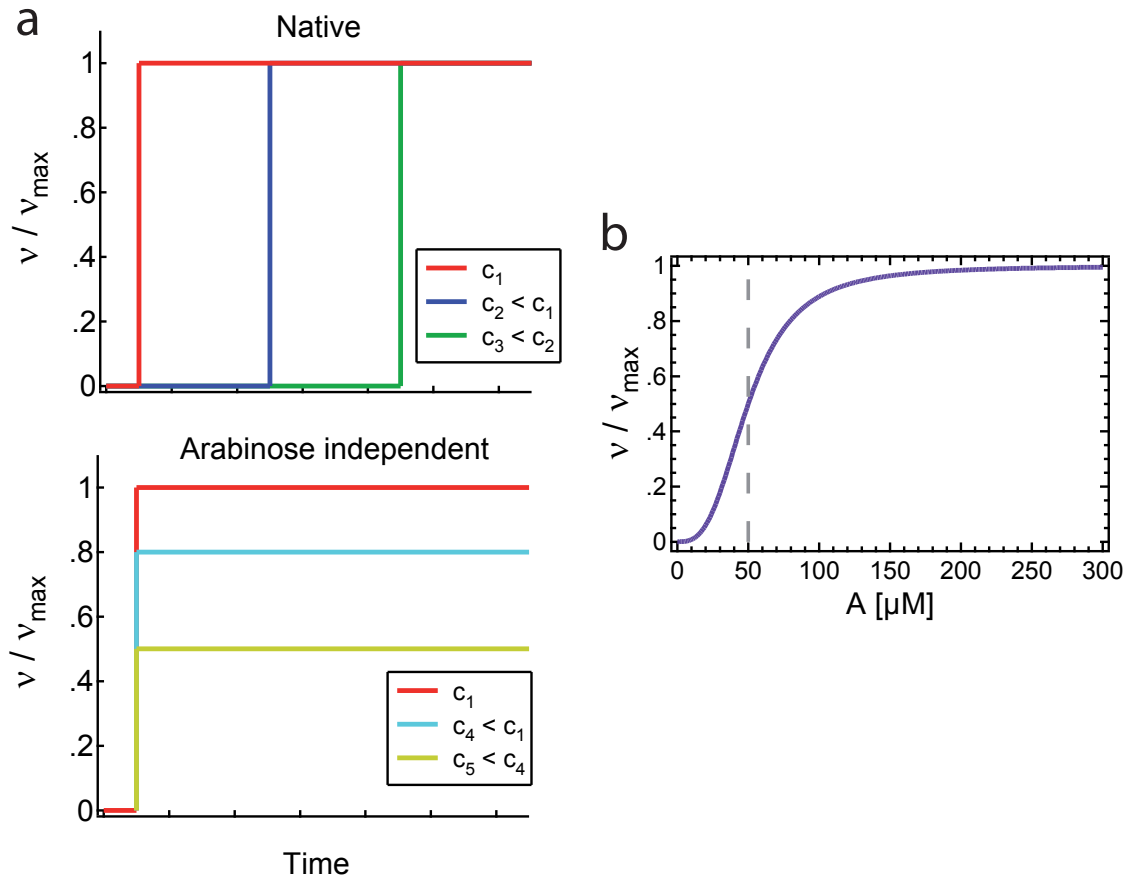 a
Native
1
.8
.6
.4
.2
0
ν / νmax
c1
c2 < c1
c3 < c2
Arabinose independent
1
.8
.6
.4
.2
0
ν / νmax
c1
c4 < c1
c5 < c4
Time
b
1
.8
.6
.4
.2
0
ν / νmax
0 50 100 150 200 250 300
A [μM]